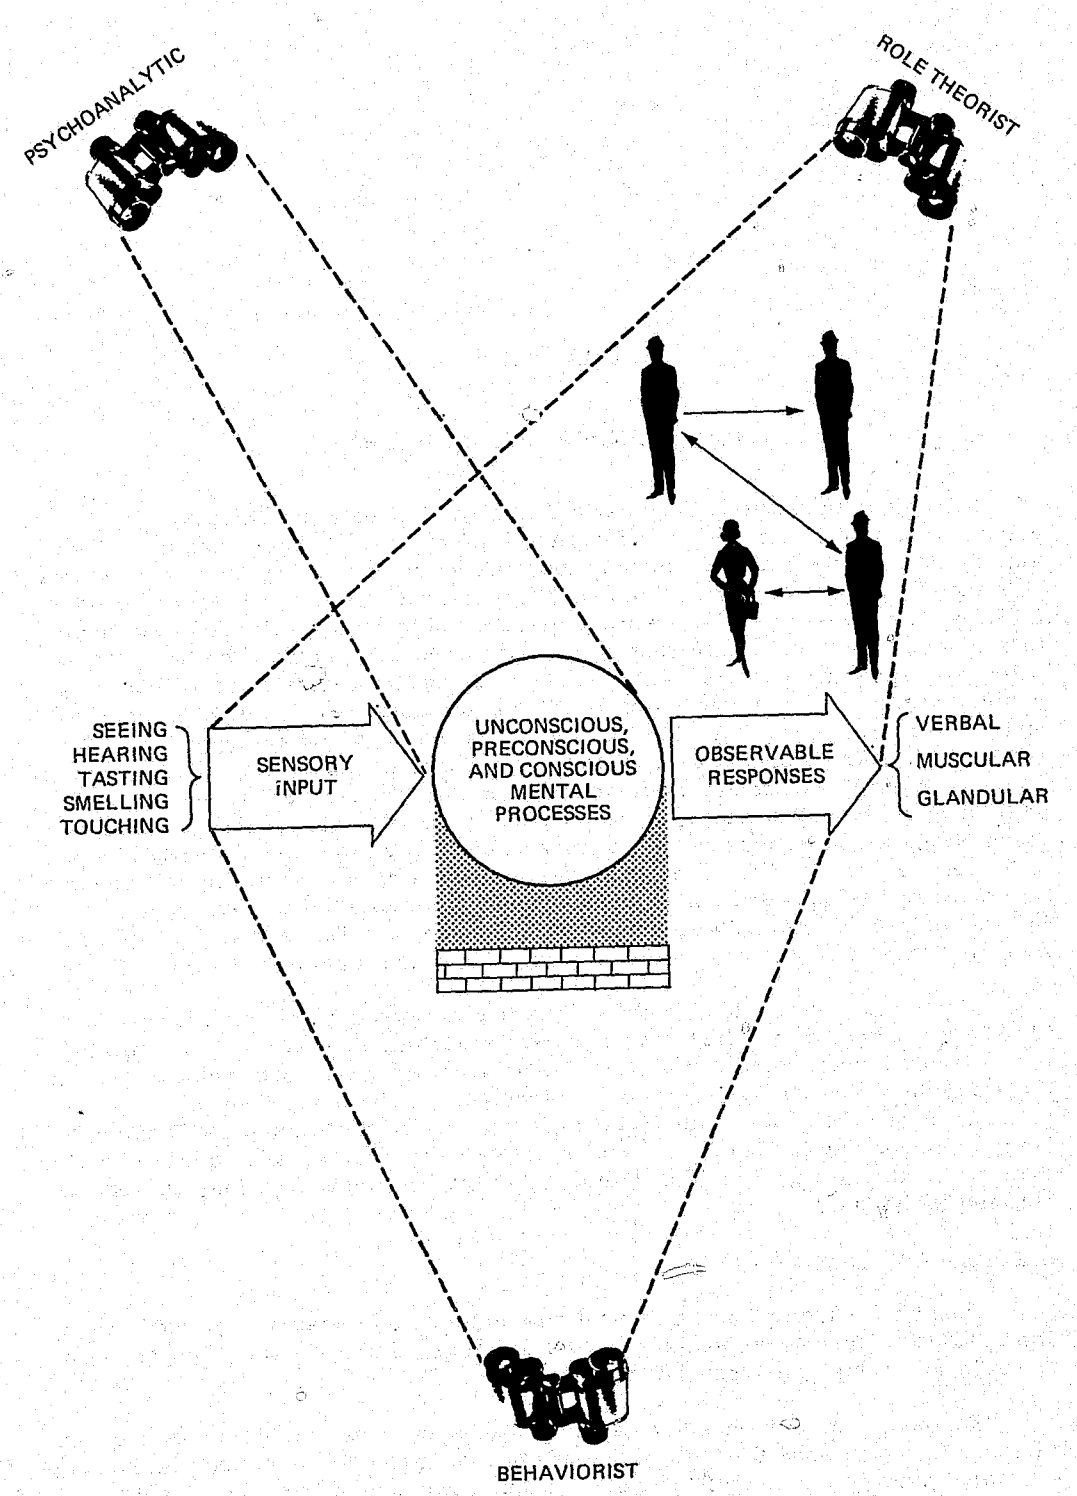 PSYCHOANALYTIC
ROLE THEORIST
SEEING
HEARING
TASTING
SMELLING
TOUCHING
SENSORY
INPUT
UNCONSCIOUS,
PRECONSCIOUS,
AND CONSCIOUS
MENTAL
PROCESSES
OBSERVABLE
RESPONSES
VERBAL
MUSCULAR
GLANDULAR
BEHAVIORIST